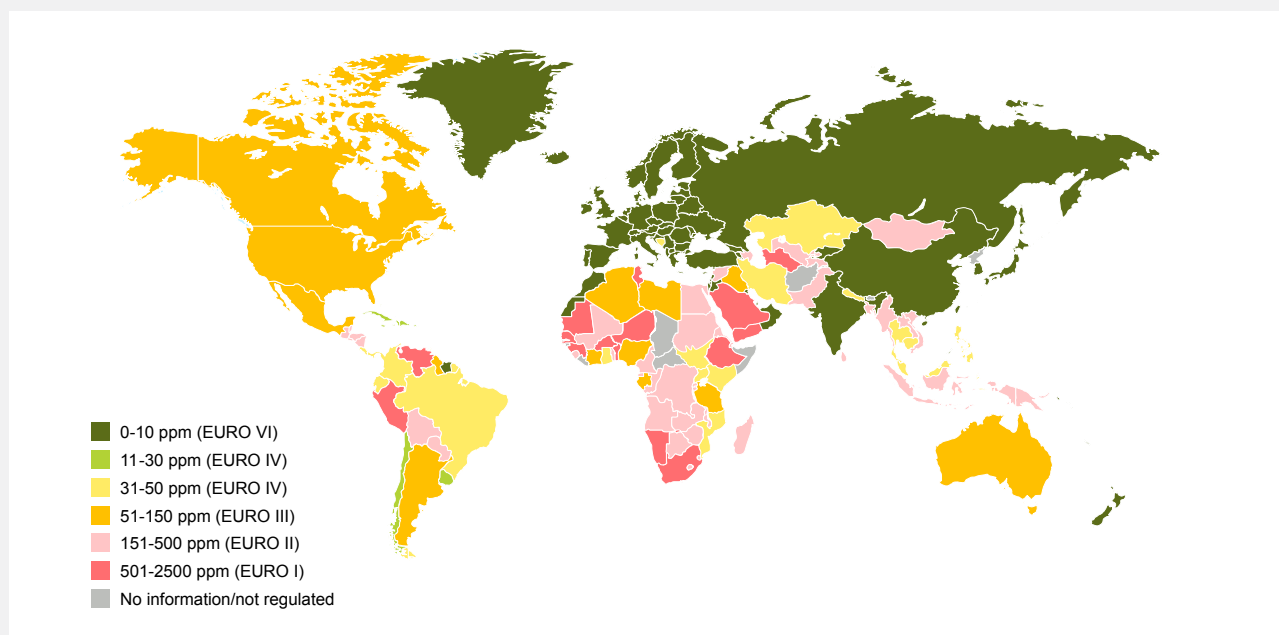 0-10 ppm (EURO VI)
11-30 ppm (EURO IV)
31-50 ppm (EURO IV)
51-150 ppm (EURO III)
151-500 ppm (EURO II)
501-2500 ppm (EURO I)
No information/not regulated